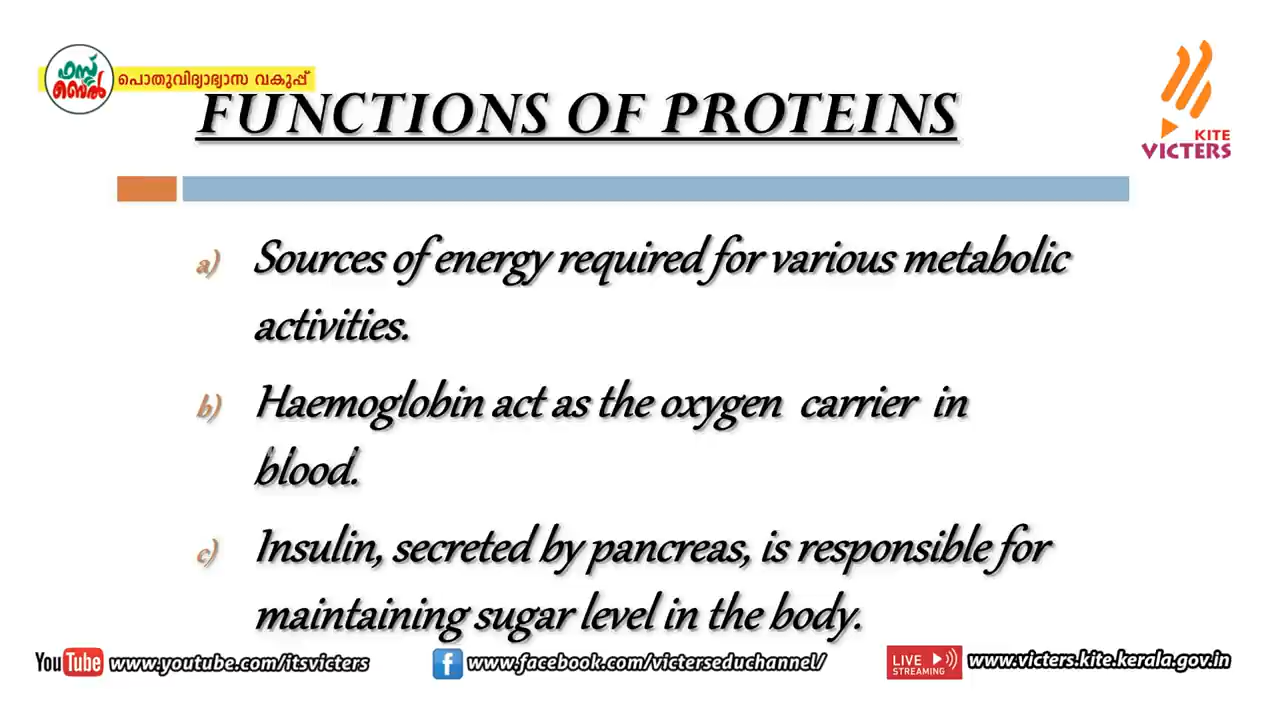 ഫസ്റ്റ്
ബെൽ
പൊതുവിദ്യാഭ്യാസ വകുപ്പ്
FUNCTIONS OF PROTEINS
KITE
VICTERS
a) Sources of energy required for various metabolic
activities.
b) Haemoglobin act as the oxygen carrier in
blood.
c) Insulin, secreted by pancreas, is responsible for
maintaining sugar level in the body.
YouTube www.youtube.com/itsvicters
f www.facebook.com/victerseduchannel/
LIVE
STREAMING
www.victers.kite.kerala.gov.in